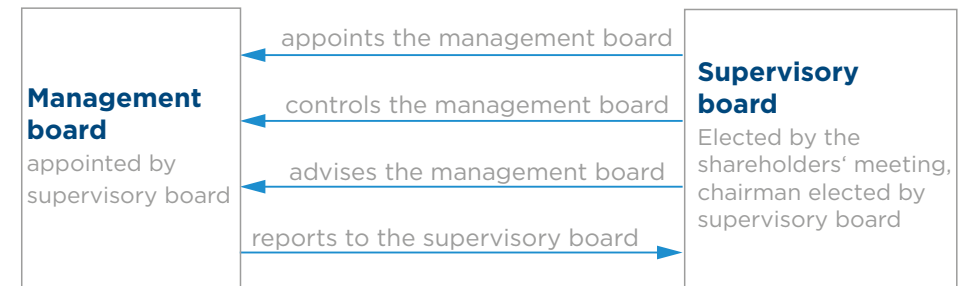 Management
board
appointed by
supervisory board
appoints the management board
controls the management board
advises the management board
reports to the supervisory board
Supervisory
board
Elected by the
shareholders‘ meeting,
chairman elected by
supervisory board